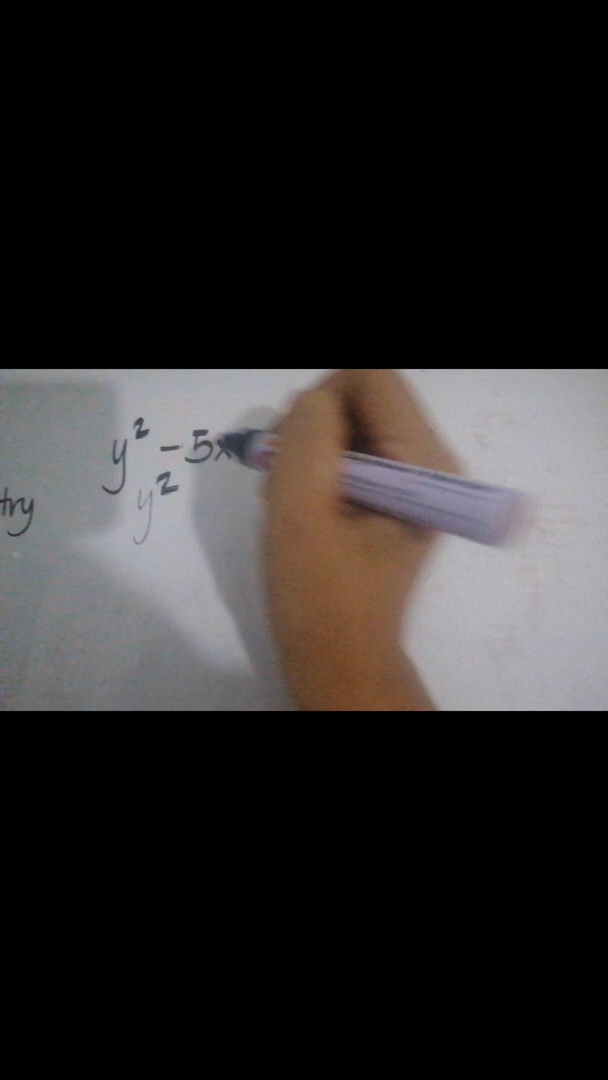 y² - 5x
y²
try